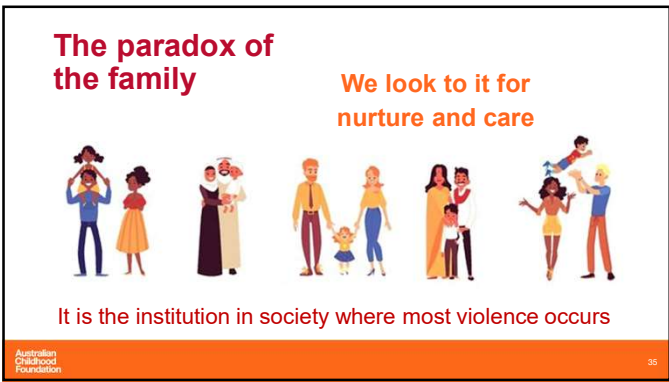 The paradox of
the family
We look to it for
nurture and care
It is the institution in society where most violence occurs
Australian
Childhood
Foundation
35